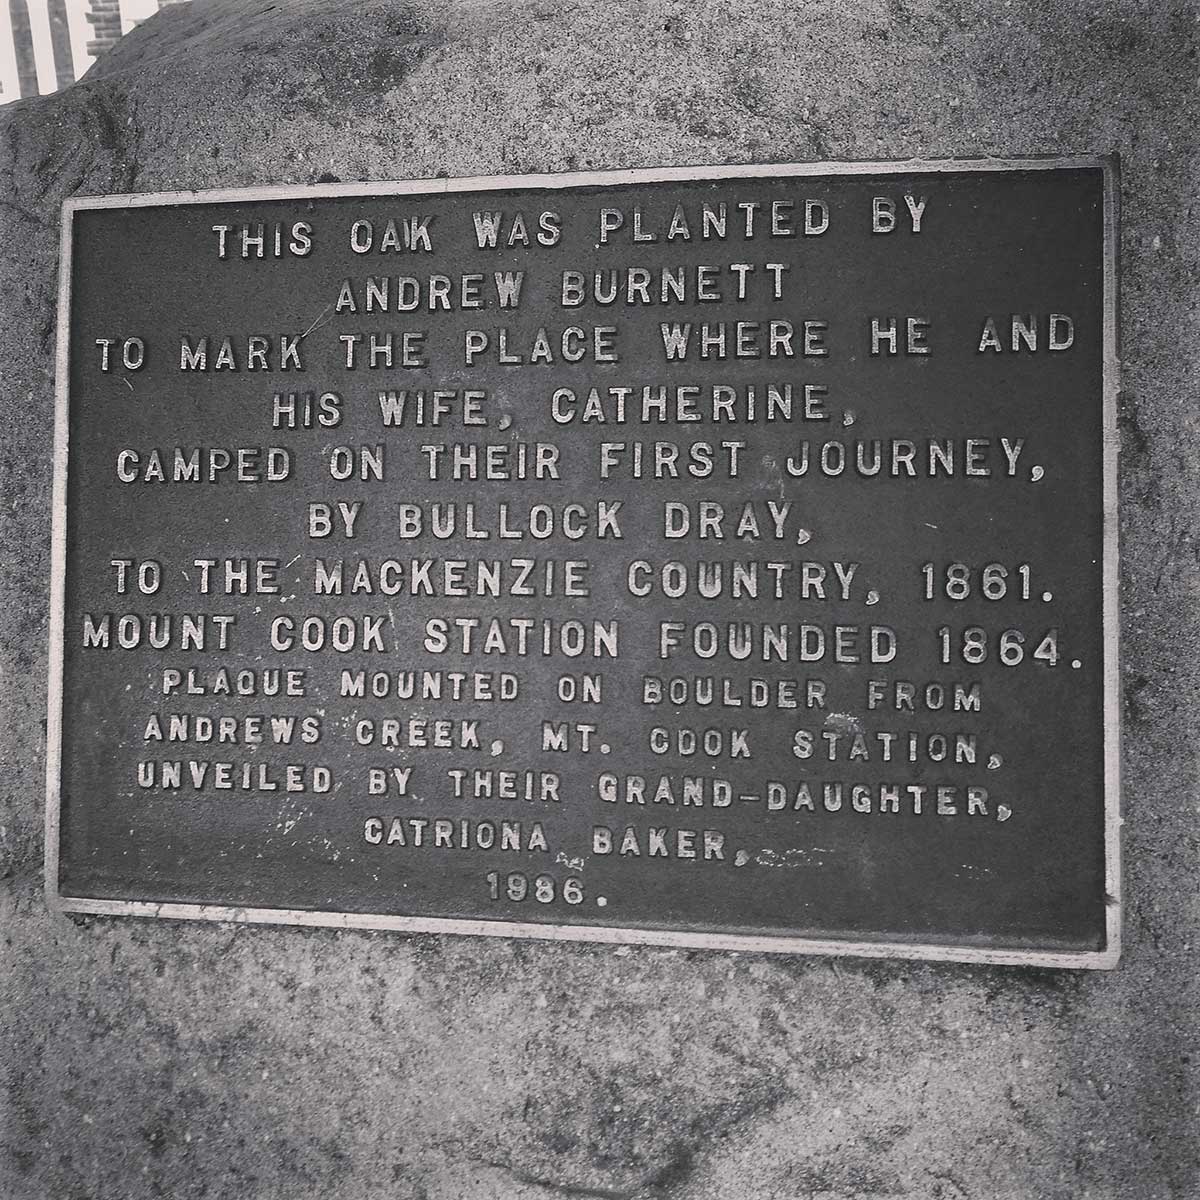 THIS OAK WAS PLANTED BY
ANDREW BURNETT
TO MARK THE PLACE WHERE HE AND
HIS WIFE, CATHERINE,
CAMPED ON THEIR FIRST JOURNEY,
BY BULLOCK DRAY,
TO THE MACKENZIE COUNTRY, 1861.
MOUNT COOK STATION FOUNDED 1864.
PLAQUE MOUNTED ON BOULDER FROM
ANDREWS CREEK, MT. COOK STATION,
UNVEILED BY THEIR GRAND-DAUGHTER,
CATRIONA BAKER,
1986.